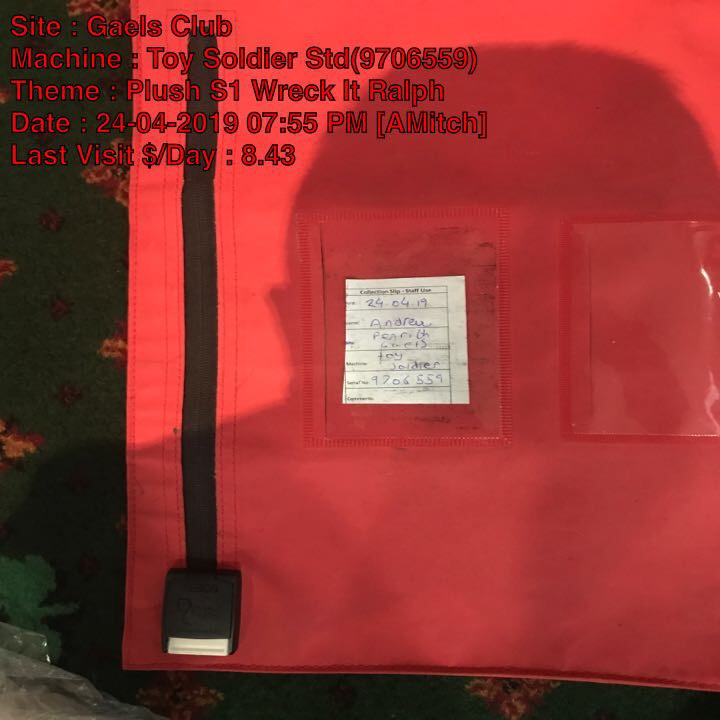 Site : Gaels Club
Machine : Toy Soldier Std(9706559)
Theme : Plush S1 Wreck It Ralph
Date : 24-04-2019 07:55 PM [AMitch]
Last Visit $/Day : 8.43
Collection Slip - Staff Use
24.04.19
Andrew
Penrith
Gaels
Machine: toy
Soldier
Serial No: 9706559
Comments: